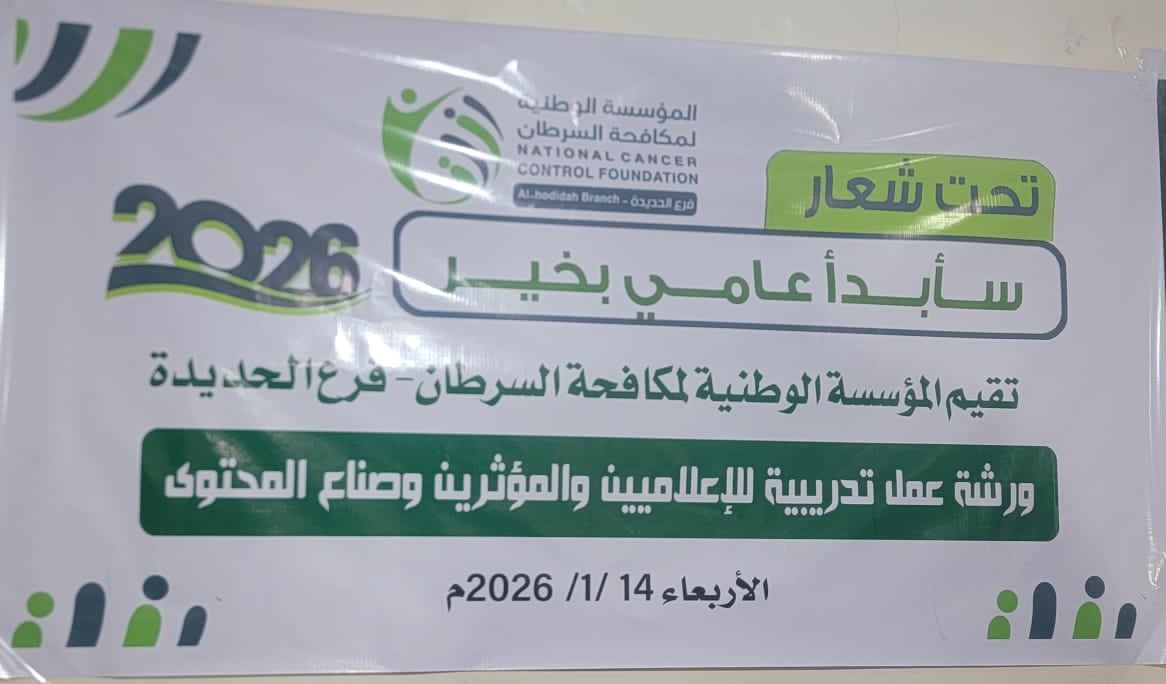 المؤسسة الوطنية
لمكافحة السرطان
NATIONAL CANCER
CONTROL FOUNDATION
Al-hodidah Branch - فرع الحديدة
تحت شعار
سأبدأ عامي بخير
2026
تقيم المؤسسة الوطنية لمكافحة السرطان - فرع الحديدة
ورشة عمل تدريبية للإعلاميين والمؤثرين وصناع المحتوى
الأربعاء 14 /1/ 2026م